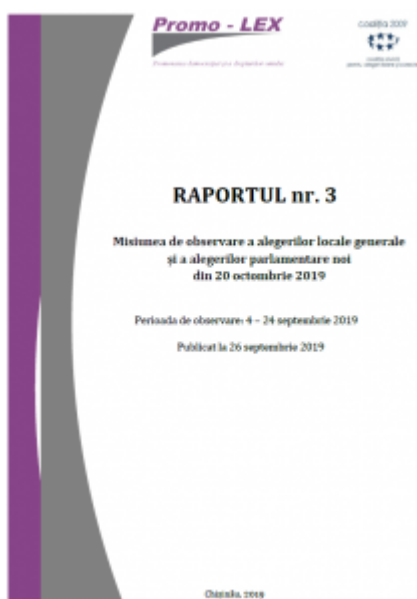 Promo - LEX
RAPORTUL nr. 3
Misiunea de observare a alegerilor locale generale
și a alegerilor parlamentare noi
din 20 octombrie 2019
Perioada de observare: 4 – 24 septembrie 2019
Publicat la 26 septembrie 2019
Chișinău, 2019